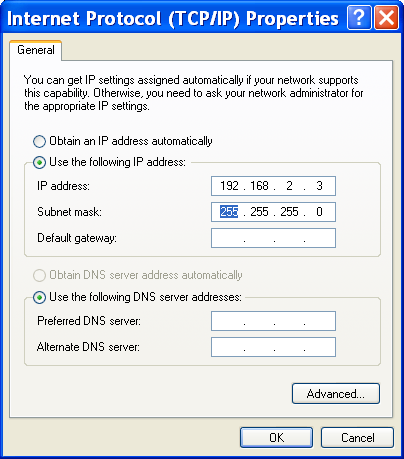 Internet Protocol (TCP/IP) Properties
General
You can get IP settings assigned automatically if your network supports
this capability. Otherwise, you need to ask your network administrator for
the appropriate IP settings.
Obtain an IP address automatically
Use the following IP address:
IP address: 192 . 168 . 2 . 3
Subnet mask: 255 . 255 . 255 . 0
Default gateway: . . .
Obtain DNS server address automatically
Use the following DNS server addresses:
Preferred DNS server: . . .
Alternate DNS server: . . .
Advanced...
OK Cancel